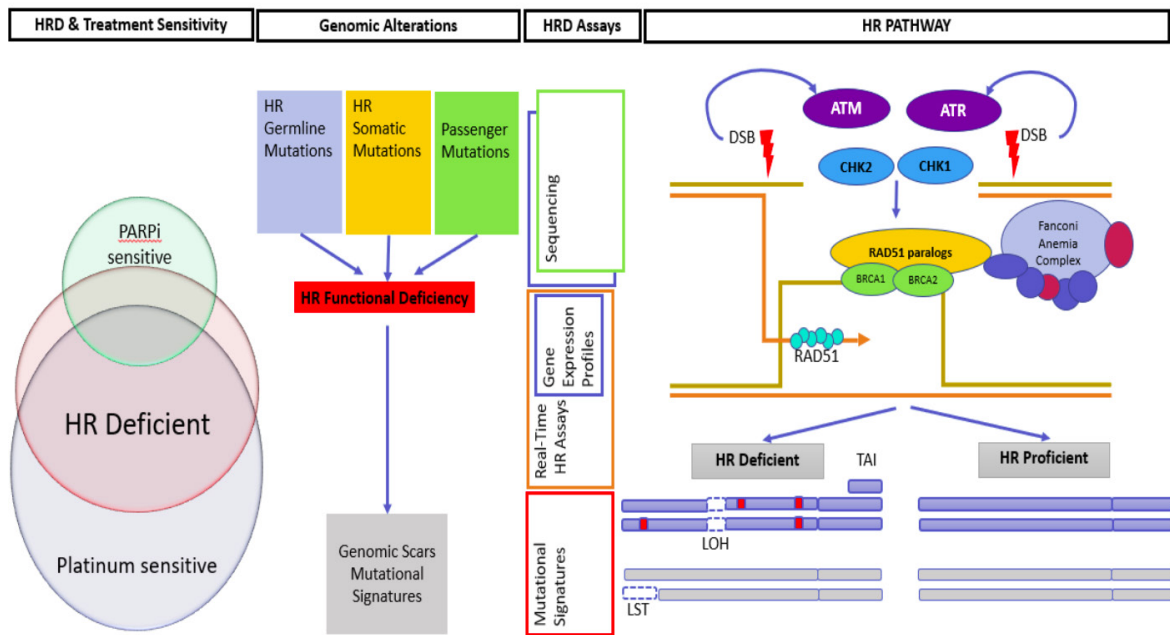 HRD & Treatment Sensitivity
Genomic Alterations
HRD Assays
HR PATHWAY
PARPi
sensitive
HR Deficient
Platinum sensitive
HR
Germline
Mutations
HR
Somatic
Mutations
Passenger
Mutations
HR Functional Deficiency
Genomic Scars
Mutational
Signatures
Sequencing
Gene
Expression
Profiles
Real-Time
HR Assays
Mutational
Signatures
ATM
ATR
DSB
DSB
CHK2
CHK1
RAD51 paralogs
BRCA1
BRCA2
Fanconi
Anemia
Complex
RAD51
HR Deficient
TAI
HR Proficient
LOH
LST